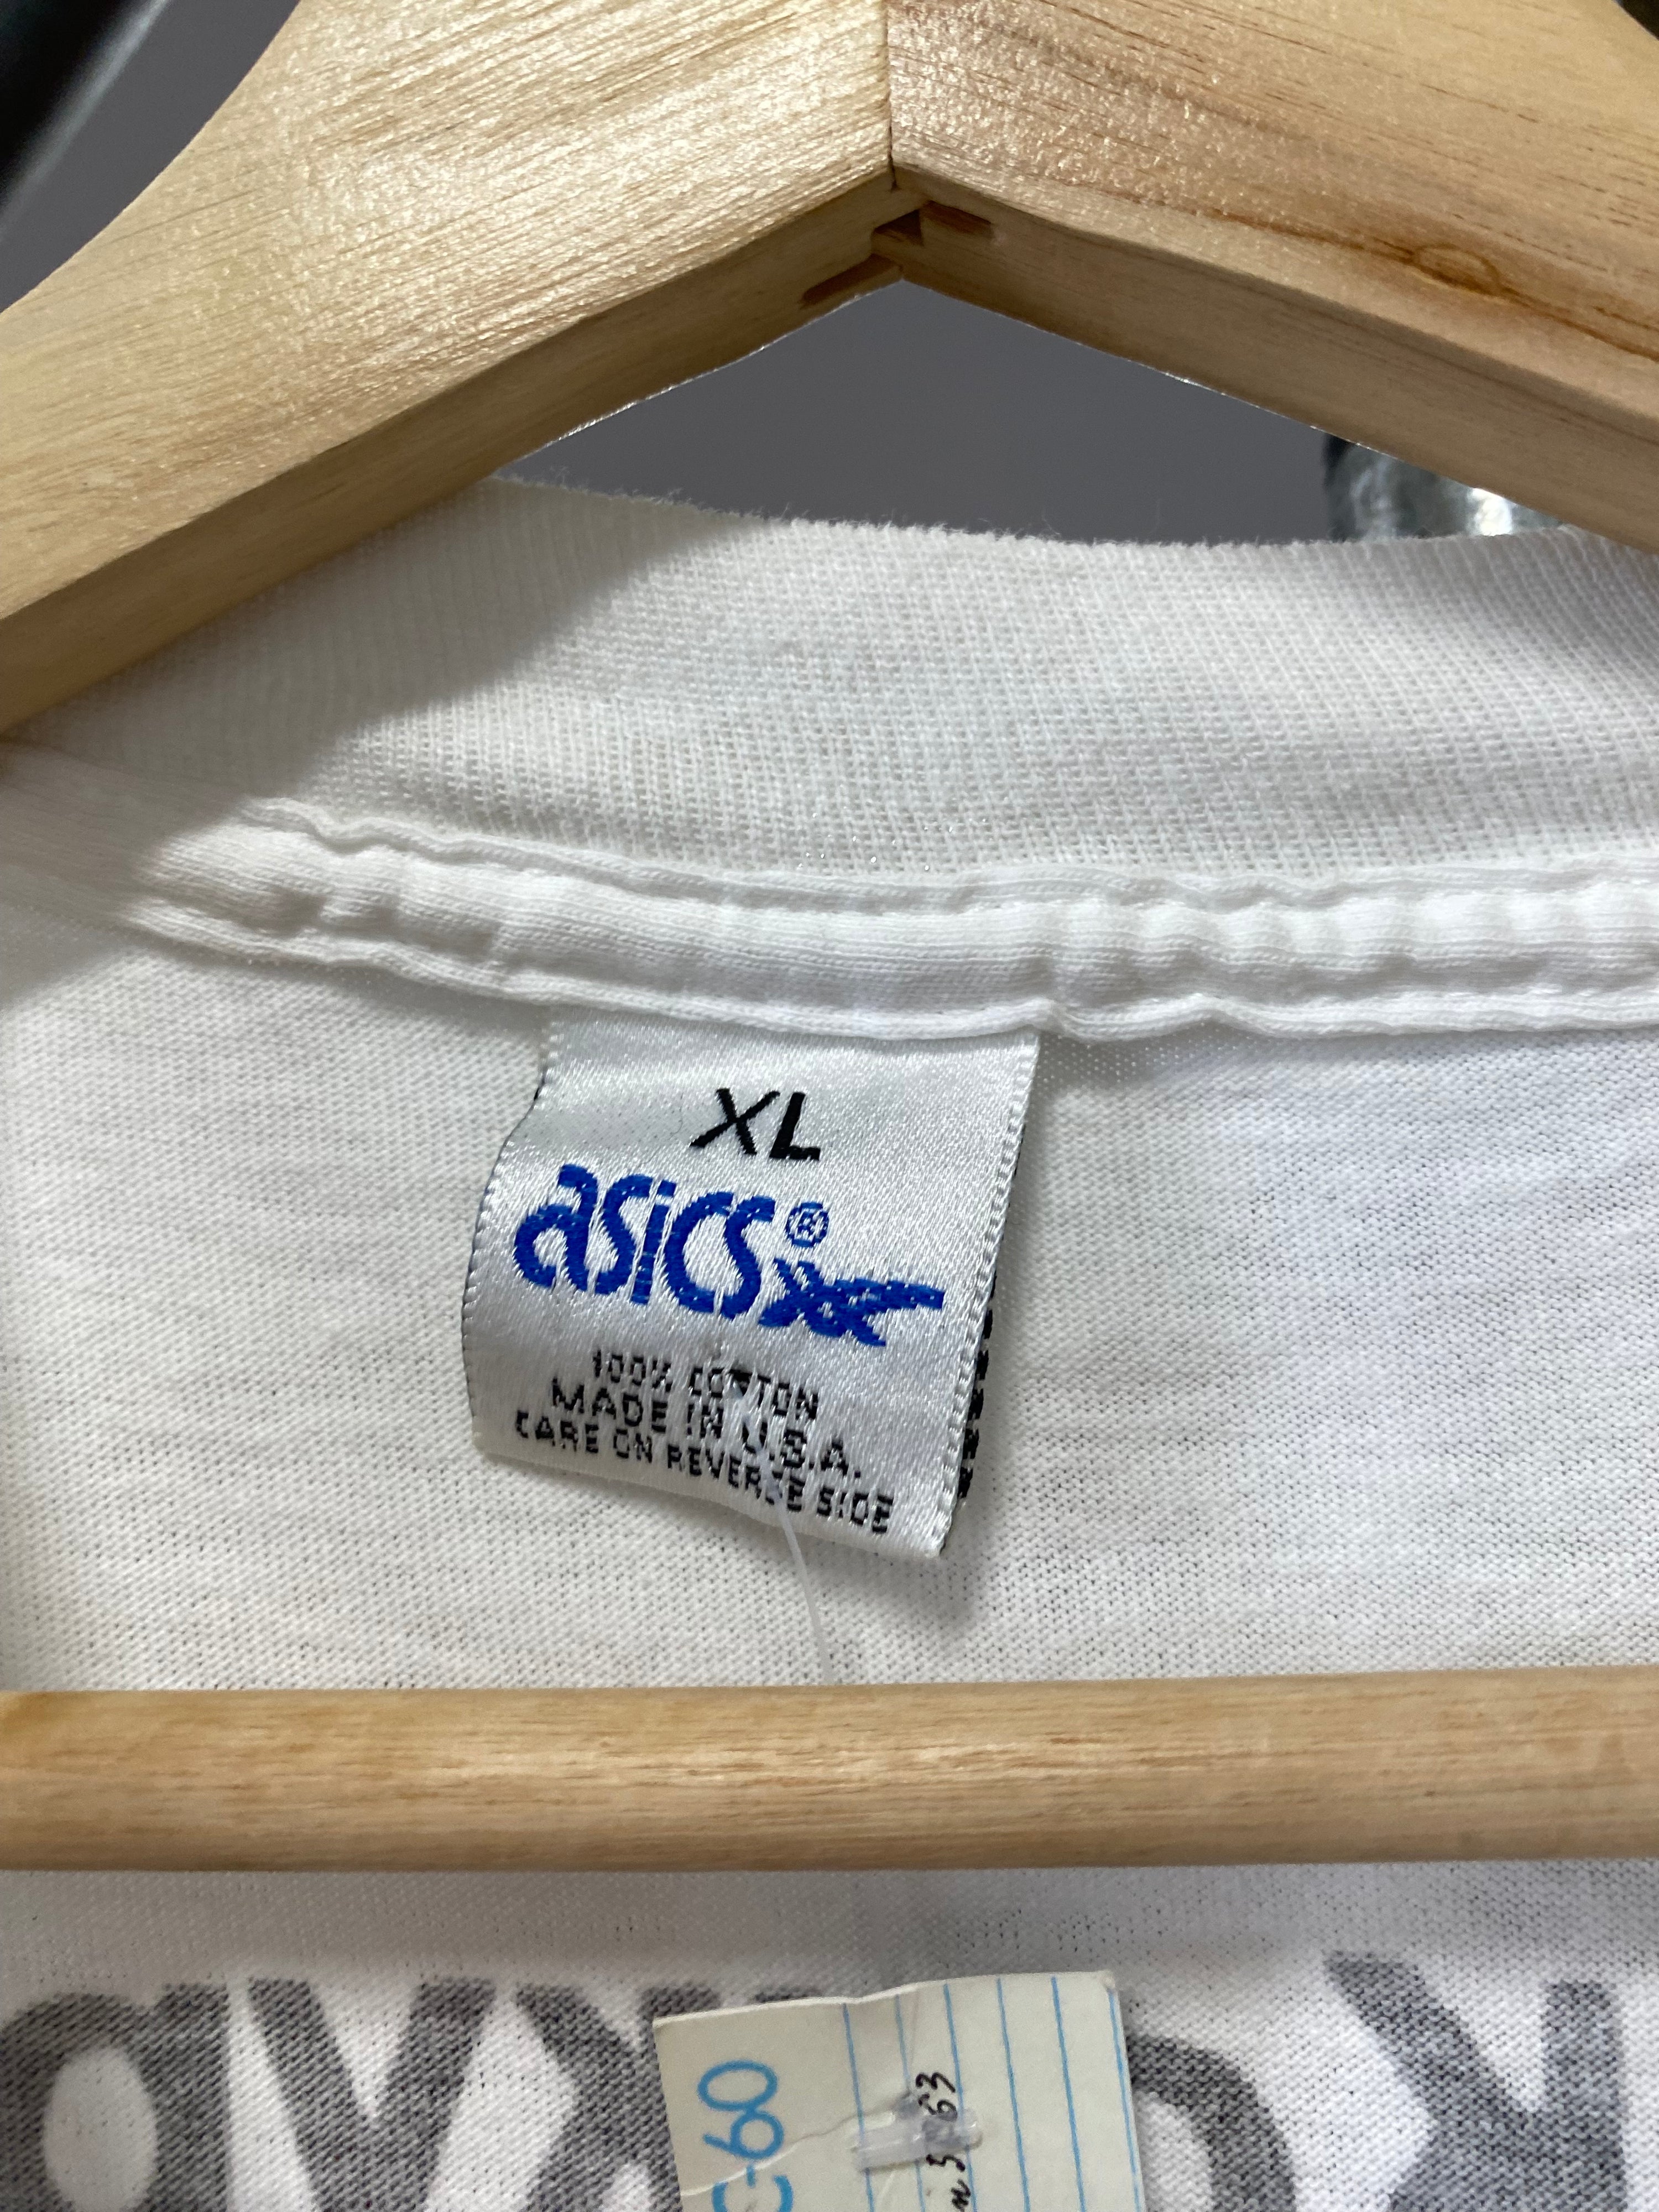 XL
asics®
100% COTTON
MADE IN U.S.A.
CARE ON REVERSE SIDE
C-60